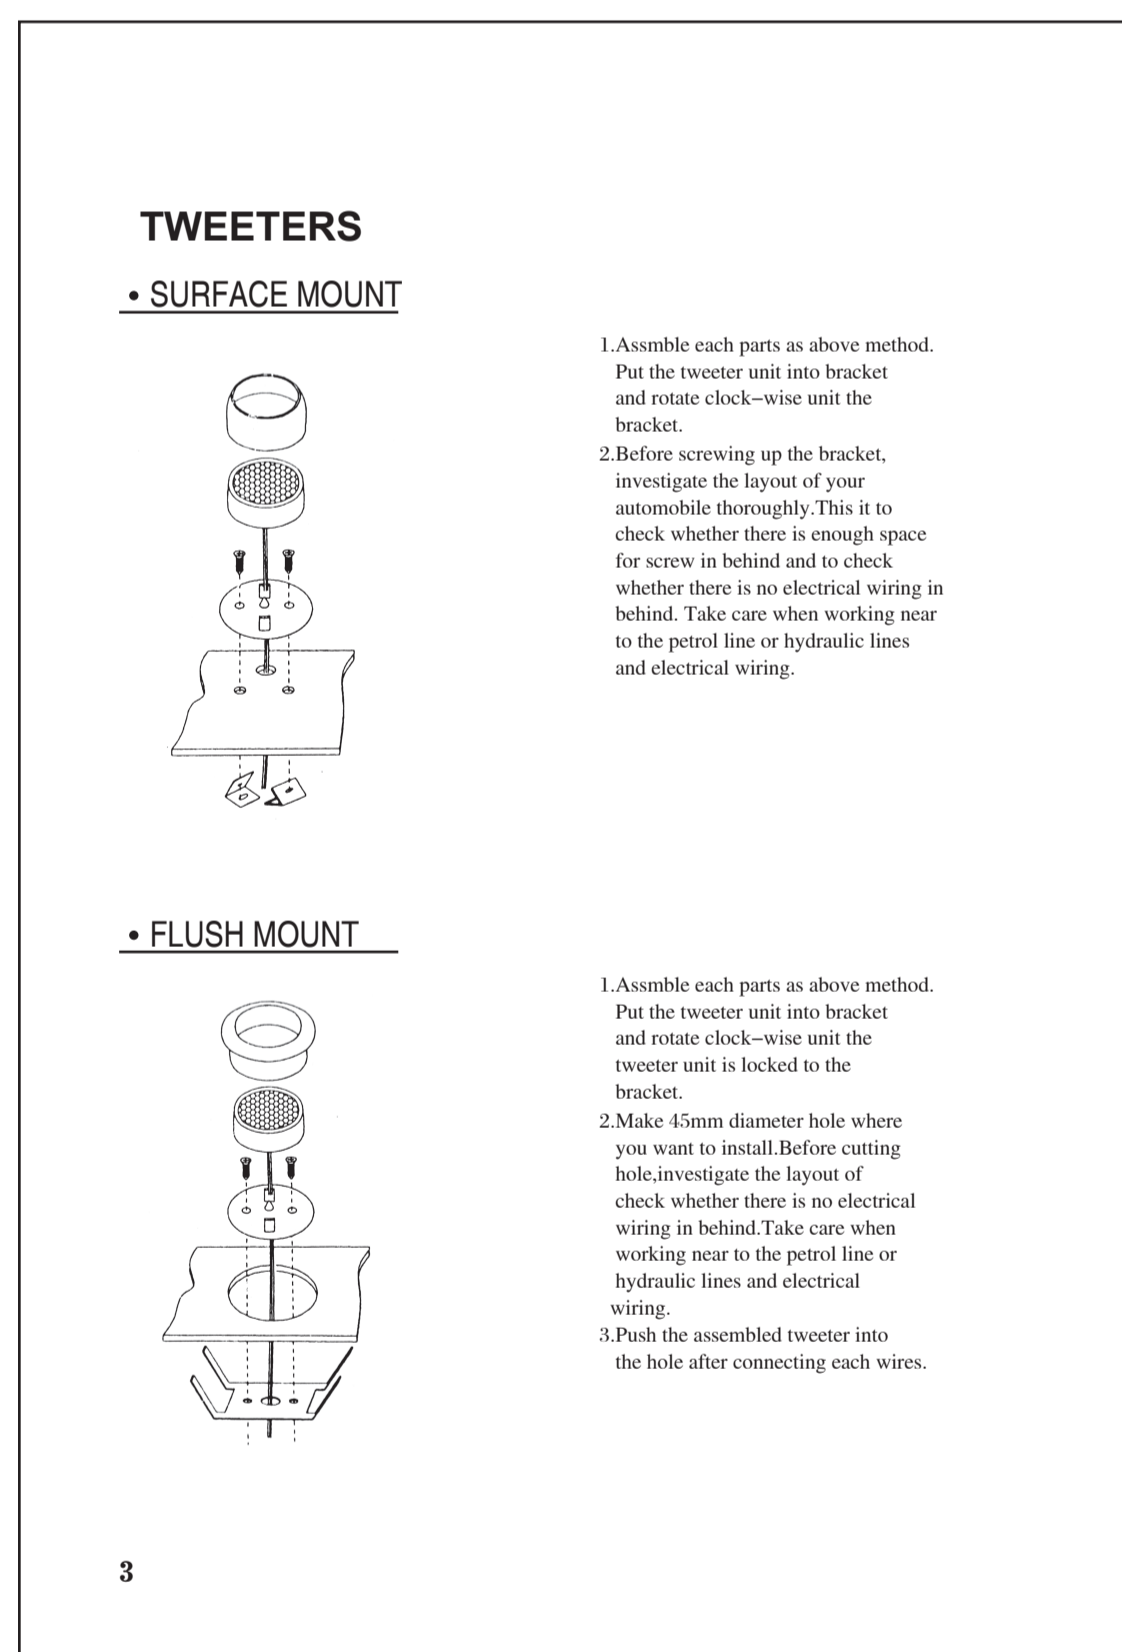 TWEETERS
• SURFACE MOUNT
1.Assmble each parts as above method.
Put the tweeter unit into bracket
and rotate clock–wise unit the
bracket.
2.Before screwing up the bracket,
investigate the layout of your
automobile thoroughly.This it to
check whether there is enough space
for screw in behind and to check
whether there is no electrical wiring in
behind. Take care when working near
to the petrol line or hydraulic lines
and electrical wiring.
• FLUSH MOUNT
1.Assmble each parts as above method.
Put the tweeter unit into bracket
and rotate clock–wise unit the
tweeter unit is locked to the
bracket.
2.Make 45mm diameter hole where
you want to install.Before cutting
hole,investigate the layout of
check whether there is no electrical
wiring in behind.Take care when
working near to the petrol line or
hydraulic lines and electrical
wiring.
3.Push the assembled tweeter into
the hole after connecting each wires.
3